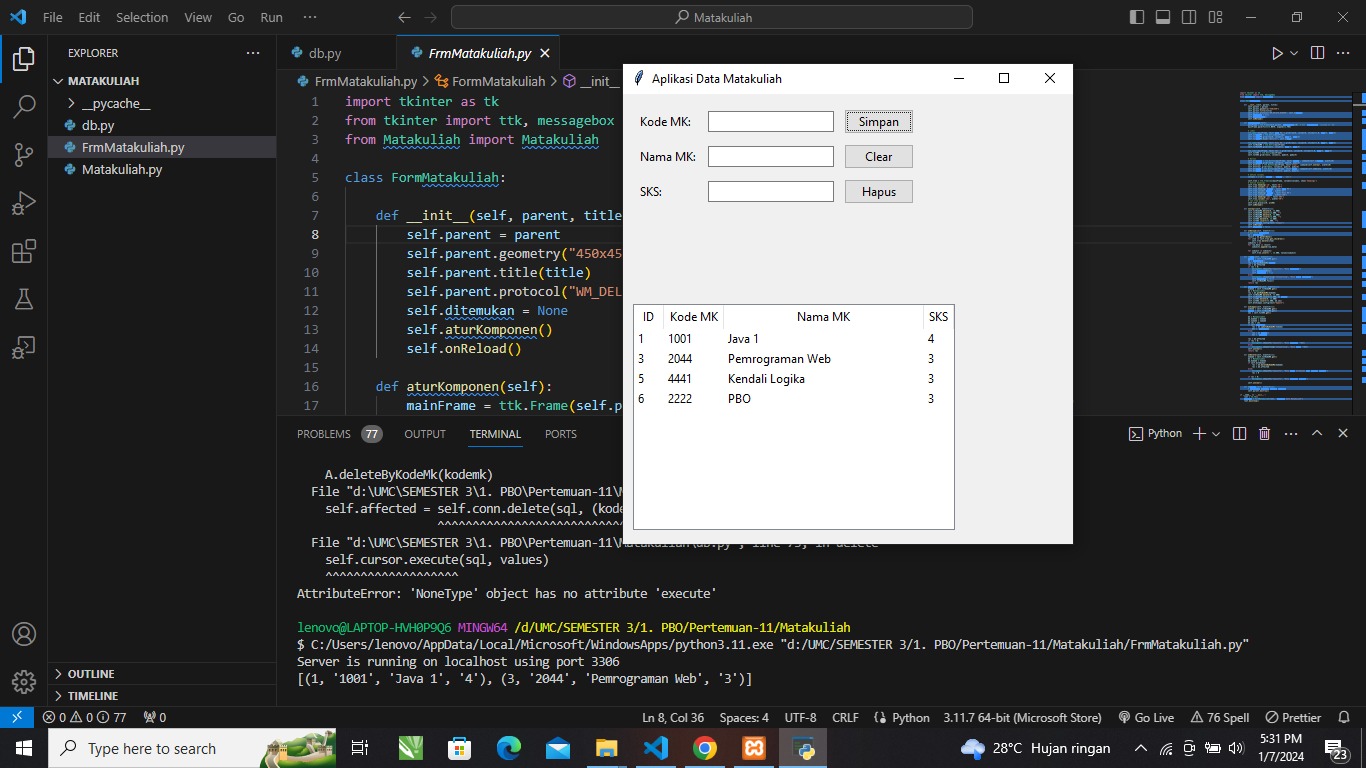 File Edit Selection View Go Run ··· Matakuliah
EXPLORER
MATAKULIAH
__pycache__
db.py
FrmMatakuliah.py
Matakuliah.py
OUTLINE
TIMELINE
db.py FrmMatakuliah.py
FrmMatakuliah.py > FormMatakuliah > __init__
1 import tkinter as tk
2 from tkinter import ttk, messagebox
3 from Matakuliah import Matakuliah
4
5 class FormMatakuliah:
6
7 def __init__(self, parent, title
8 self.parent = parent
9 self.parent.geometry("450x45
10 self.parent.title(title)
11 self.parent.protocol("WM_DEL
12 self.ditemukan = None
13 self.aturKomponen()
14 self.onReload()
15
16 def aturKomponen(self):
17 mainFrame = ttk.Frame(self.p
Aplikasi Data Matakuliah
Kode MK: Simpan
Nama MK: Clear
SKS: Hapus
ID Kode MK Nama MK SKS
1 1001 Java 1 4
3 2044 Pemrograman Web 3
5 4441 Kendali Logika 3
6 2222 PBO 3
PROBLEMS 77 OUTPUT TERMINAL PORTS Python
A.deleteByKodeMk(kodemk)
File "d:\UMC\SEMESTER 3\1. PBO\Pertemuan-11\M
self.affected = self.conn.delete(sql, (kode
^^^^^^^^^^^^^^^^^^^^^^^^^^
File "d:\UMC\SEMESTER 3\1. PBO\Pertemuan-11\Matakuliah\db.py", line 75, in delete
self.cursor.execute(sql, values)
^^^^^^^^^^^^^^^^^^^
AttributeError: 'NoneType' object has no attribute 'execute'
lenovo@LAPTOP-HVH0P9Q6 MINGW64 /d/UMC/SEMESTER 3/1. PBO/Pertemuan-11/Matakuliah
$ C:/Users/lenovo/AppData/Local/Microsoft/WindowsApps/python3.11.exe "d:/UMC/SEMESTER 3/1. PBO/Pertemuan-11/Matakuliah/FrmMatakuliah.py"
Server is running on localhost using port 3306
[(1, '1001', 'Java 1', '4'), (3, '2044', 'Pemrograman Web', '3')]
0 0 77 0 Ln 8, Col 36 Spaces: 4 UTF-8 CRLF Python 3.11.7 64-bit (Microsoft Store) Go Live 76 Spell Prettier
Type here to search 28°C Hujan ringan 5:31 PM
1/7/2024
23